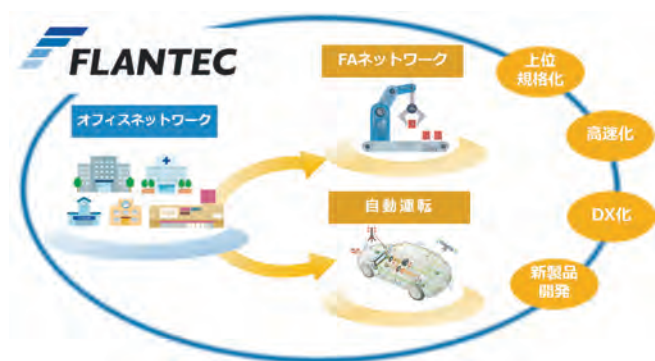 FLANTEC
FAネットワーク
上位
規格化
オフィスネットワーク
高速化
自動運転
DX化
新製品
開発